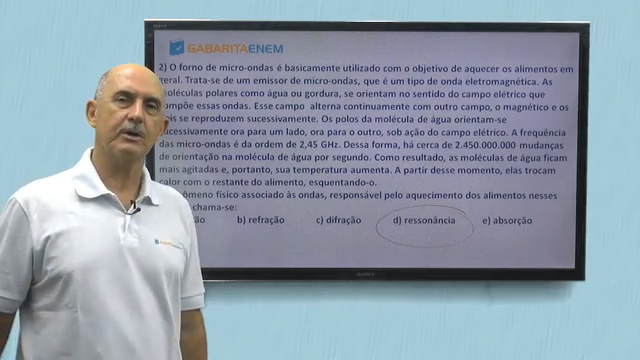 GABARITAENEM
2) O forno de micro-ondas é basicamente utilizado com o objetivo de aquecer os alimentos em
geral. Trata-se de um emissor de micro-ondas, que é um tipo de onda eletromagnética. As
moléculas polares como água ou gordura, se orientam no sentido do campo elétrico que
compõe essas ondas. Esse campo alterna continuamente com outro campo, o magnético e os
se reproduzem sucessivamente. Os polos da molécula de água orientam-se
sucessivamente ora para um lado, ora para o outro, sob ação do campo elétrico. A frequência
das micro-ondas é da ordem de 2,45 GHz. Dessa forma, há cerca de 2.450.000.000 mudanças
de orientação na molécula de água por segundo. Como resultado, as moléculas de água ficam
mais agitadas e, portanto, sua temperatura aumenta. A partir desse momento, elas trocam
calor com o restante do alimento, esquentando-o.
fenômeno físico associado às ondas, responsável pelo aquecimento dos alimentos nesses
chama-se:
b) refração c) difração d) ressonância e) absorção
SONY
GABARITAENEM